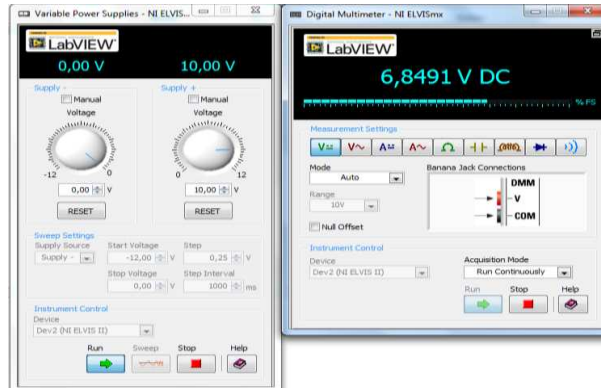 Variable Power Supplies - NI ELVIS...
LabVIEW
0,00 V 10,00 V
Supply - Supply +
Manual Manual
Voltage Voltage
-12 0 0 12
0,00 V 10,00 V
RESET RESET
Sweep Settings
Supply Source Start Voltage Step
Supply - -12,00 V 0,25 V
Stop Voltage Step Interval
0,00 V 1000 ms
Instrument Control
Device
Dev2 (NI ELVIS II)
Run Sweep Stop Help
Digital Multimeter - NI ELVISmx
LabVIEW
6,8491 V DC
% FS
Measurement Settings
V V A A Ω
Mode Banana Jack Connections
Auto
DMM
Range V
10V COM
Null Offset
Instrument Control
Device Acquisition Mode
Dev2 (NI ELVIS II) Run Continuously
Run Stop Help